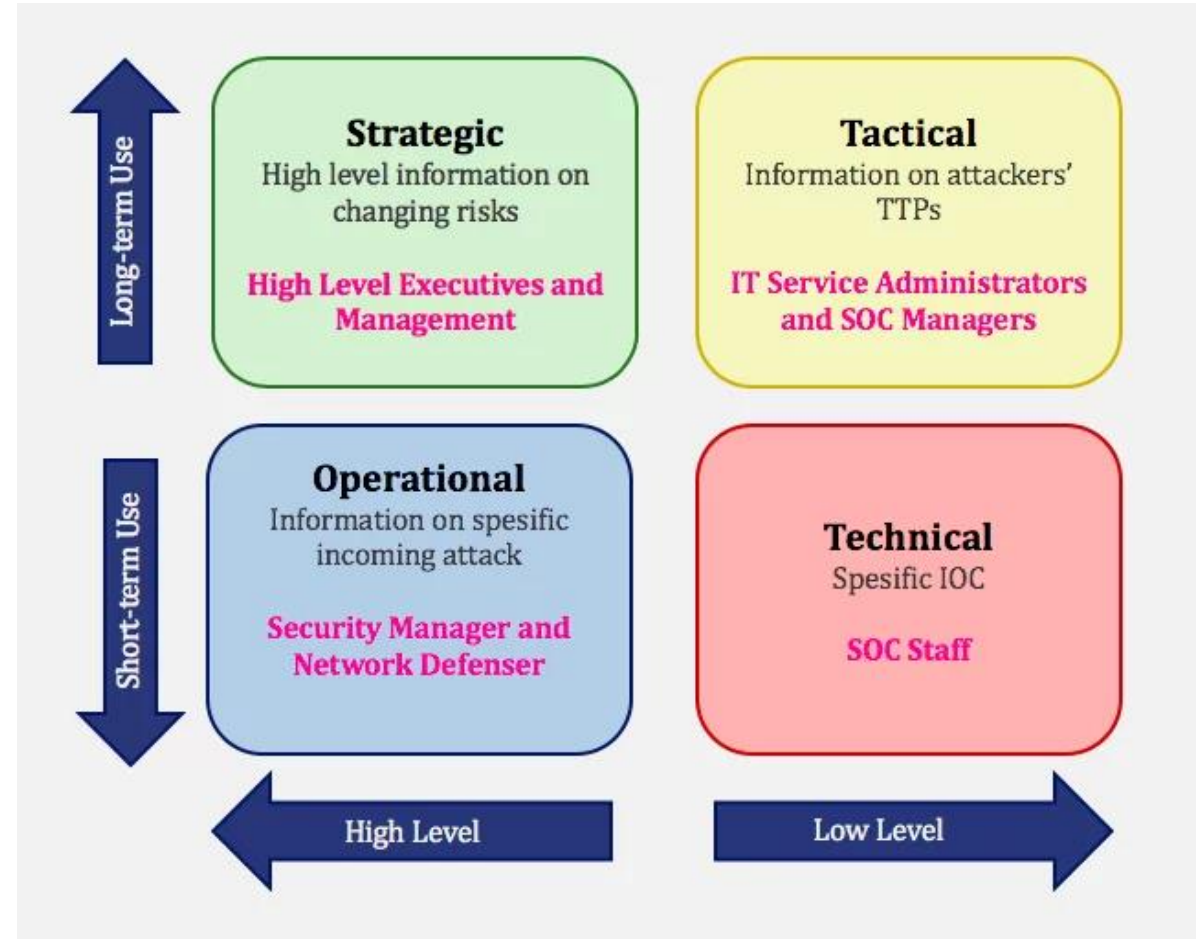 Long-term Use
Strategic
High level information on
changing risks
High Level Executives and
Management
Tactical
Information on attackers’
TTPs
IT Service Administrators
and SOC Managers
Short-term Use
Operational
Information on spesific
incoming attack
Security Manager and
Network Defenser
Technical
Spesific IOC
SOC Staff
High Level
Low Level